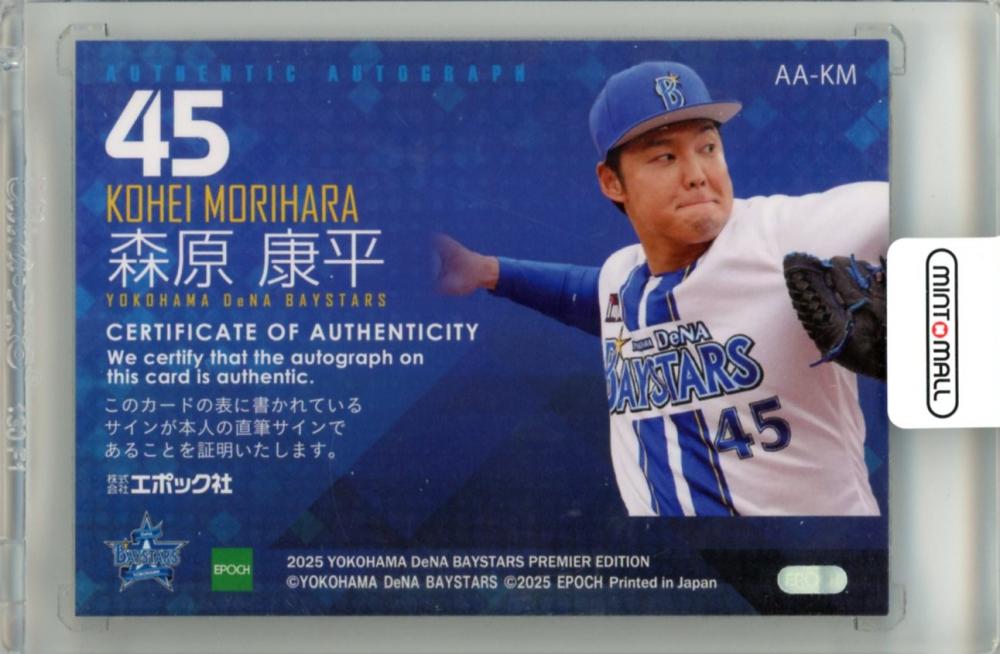 AUTHENTIC AUTOGRAPH
AA-KM
45
KOHEI MORIHARA
森原 康平
YOKOHAMA DeNA BAYSTARS
CERTIFICATE OF AUTHENTICITY
We certify that the autograph on
this card is authentic.
このカードの表に書かれている
サインが本人の直筆サインで
あることを証明いたします。
株式会社エポック社
B
DeNA
BAYSTARS
45
MINTMALL
BAYSTARS
EPOCH
2025 YOKOHAMA DeNA BAYSTARS PREMIER EDITION
©YOKOHAMA DeNA BAYSTARS ©2025 EPOCH Printed in Japan